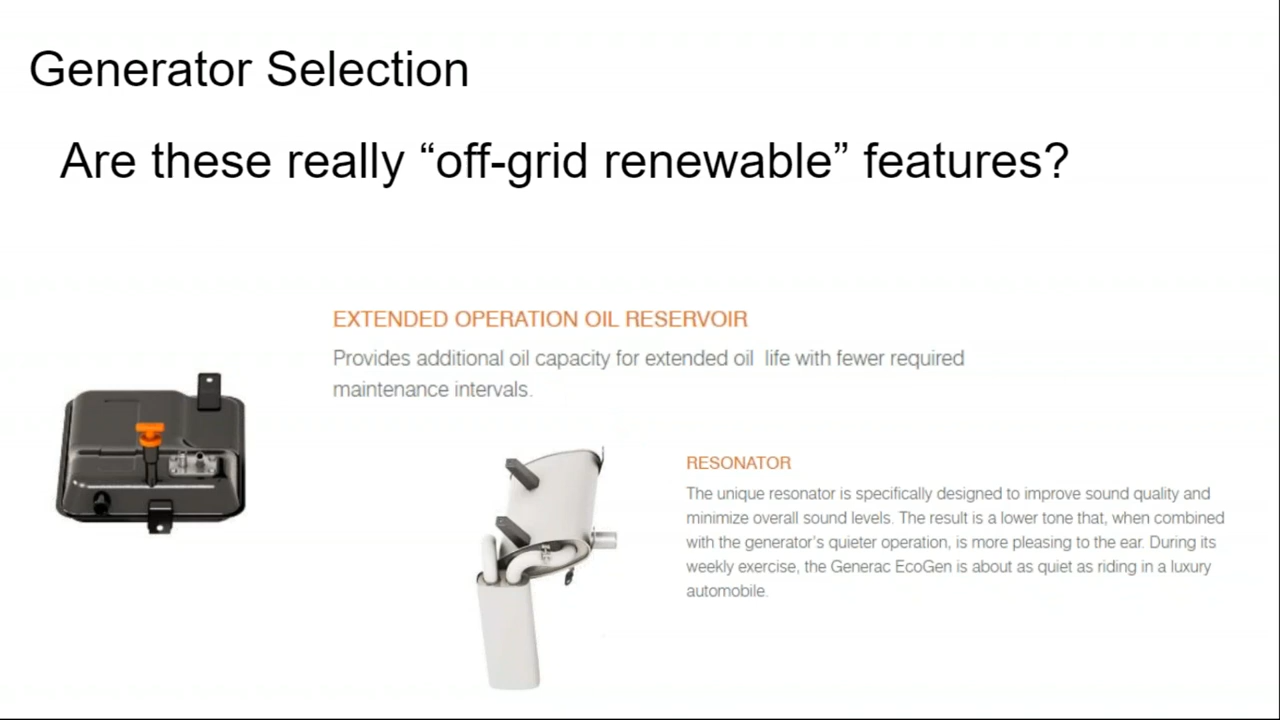 Generator Selection
Are these really “off-grid renewable” features?
EXTENDED OPERATION OIL RESERVOIR
Provides additional oil capacity for extended oil life with fewer required
maintenance intervals.
RESONATOR
The unique resonator is specifically designed to improve sound quality and
minimize overall sound levels. The result is a lower tone that, when combined
with the generator's quieter operation, is more pleasing to the ear. During its
weekly exercise, the Generac EcoGen is about as quiet as riding in a luxury
automobile.